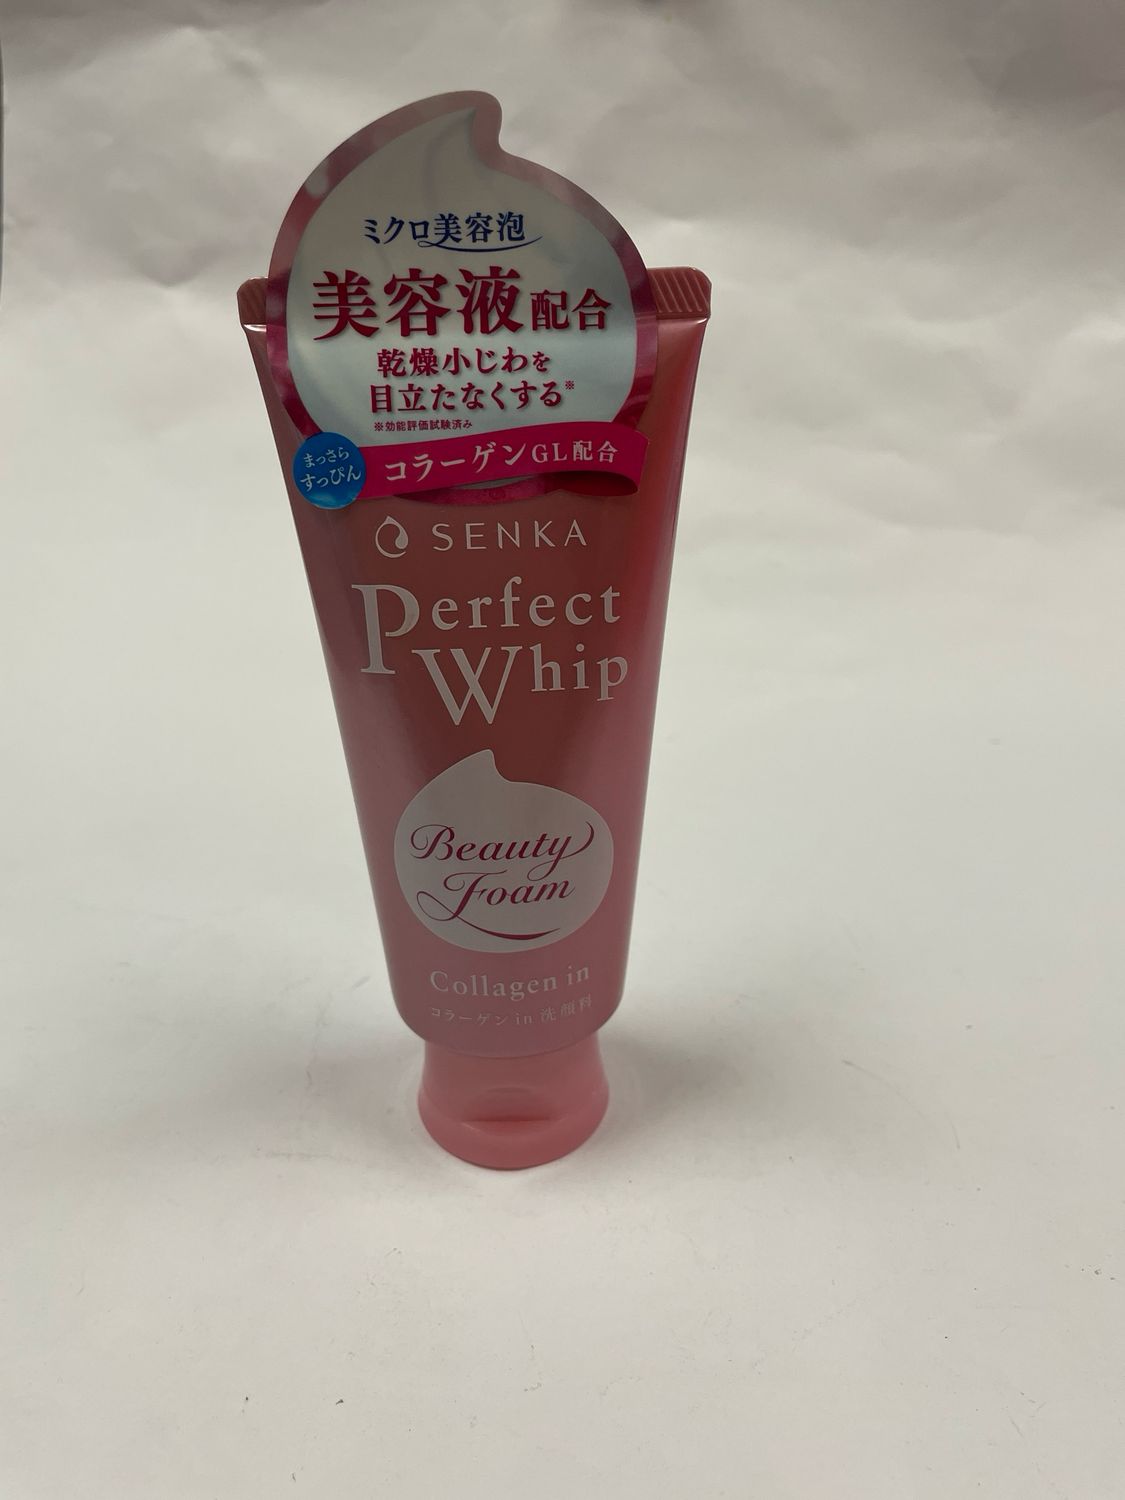 ミクロ美容泡
美容液配合
乾燥小じわを
目立たなくする※
※効能評価試験済み
まっさら
すっぴん
コラーゲンGL配合
SENKA
Perfect
Whip
Beauty
Foam
Collagen in
コラーゲン in 洗顔料